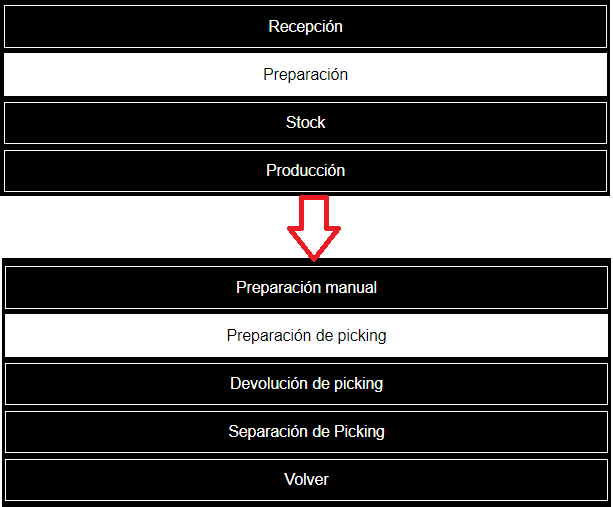 Recepción
Preparación
Stock
Producción
Preparación manual
Preparación de picking
Devolución de picking
Separación de Picking
Volver